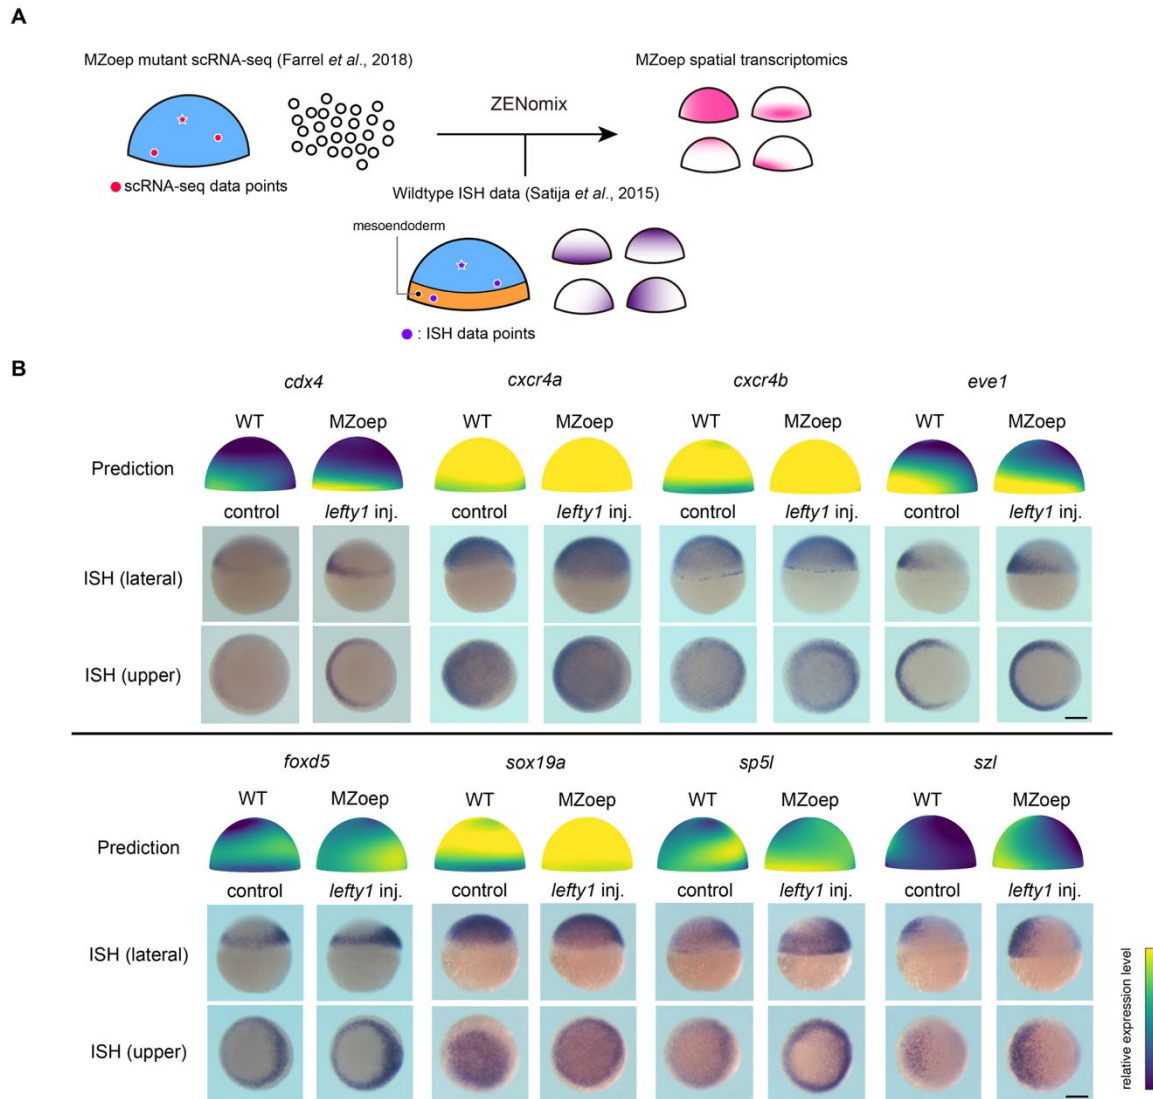 A
MZoep mutant scRNA-seq (Farrel et al., 2018)
MZoep spatial transcriptomics
ZENomix
scRNA-seq data points
Wildtype ISH data (Satija et al., 2015)
mesoendoderm
: ISH data points
B
cdx4 cxcr4a cxcr4b eve1
WT MZoep WT MZoep WT MZoep WT MZoep
Prediction
control lefty1 inj. control lefty1 inj. control lefty1 inj. control lefty1 inj.
ISH (lateral)
ISH (upper)
foxd5 sox19a sp5l szl
WT MZoep WT MZoep WT MZoep WT MZoep
Prediction
control lefty1 inj. control lefty1 inj. control lefty1 inj. control lefty1 inj.
ISH (lateral)
ISH (upper)
relative expression level